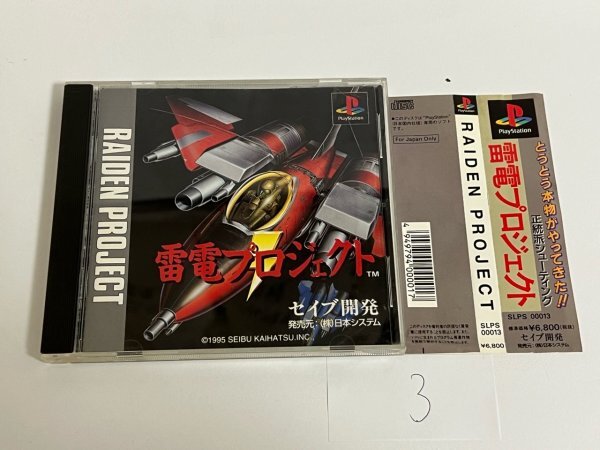 RAIDEN PROJECT
PlayStation
雷電プロジェクト™
セイブ開発
発売元:(株)日本システム
©1995 SEIBU KAIHATSU.INC.
For Japan Only
4949794000017
PlayStation
RAIDEN PROJECT
SLPS 00013
¥6,800
PlayStation
とうとう本物がやってきた!!
正統派シューティング
雷電プロジェクト
SLPS 00013
標準価格¥6,800(税別)
セイブ開発
発売元:(株)日本システム
3